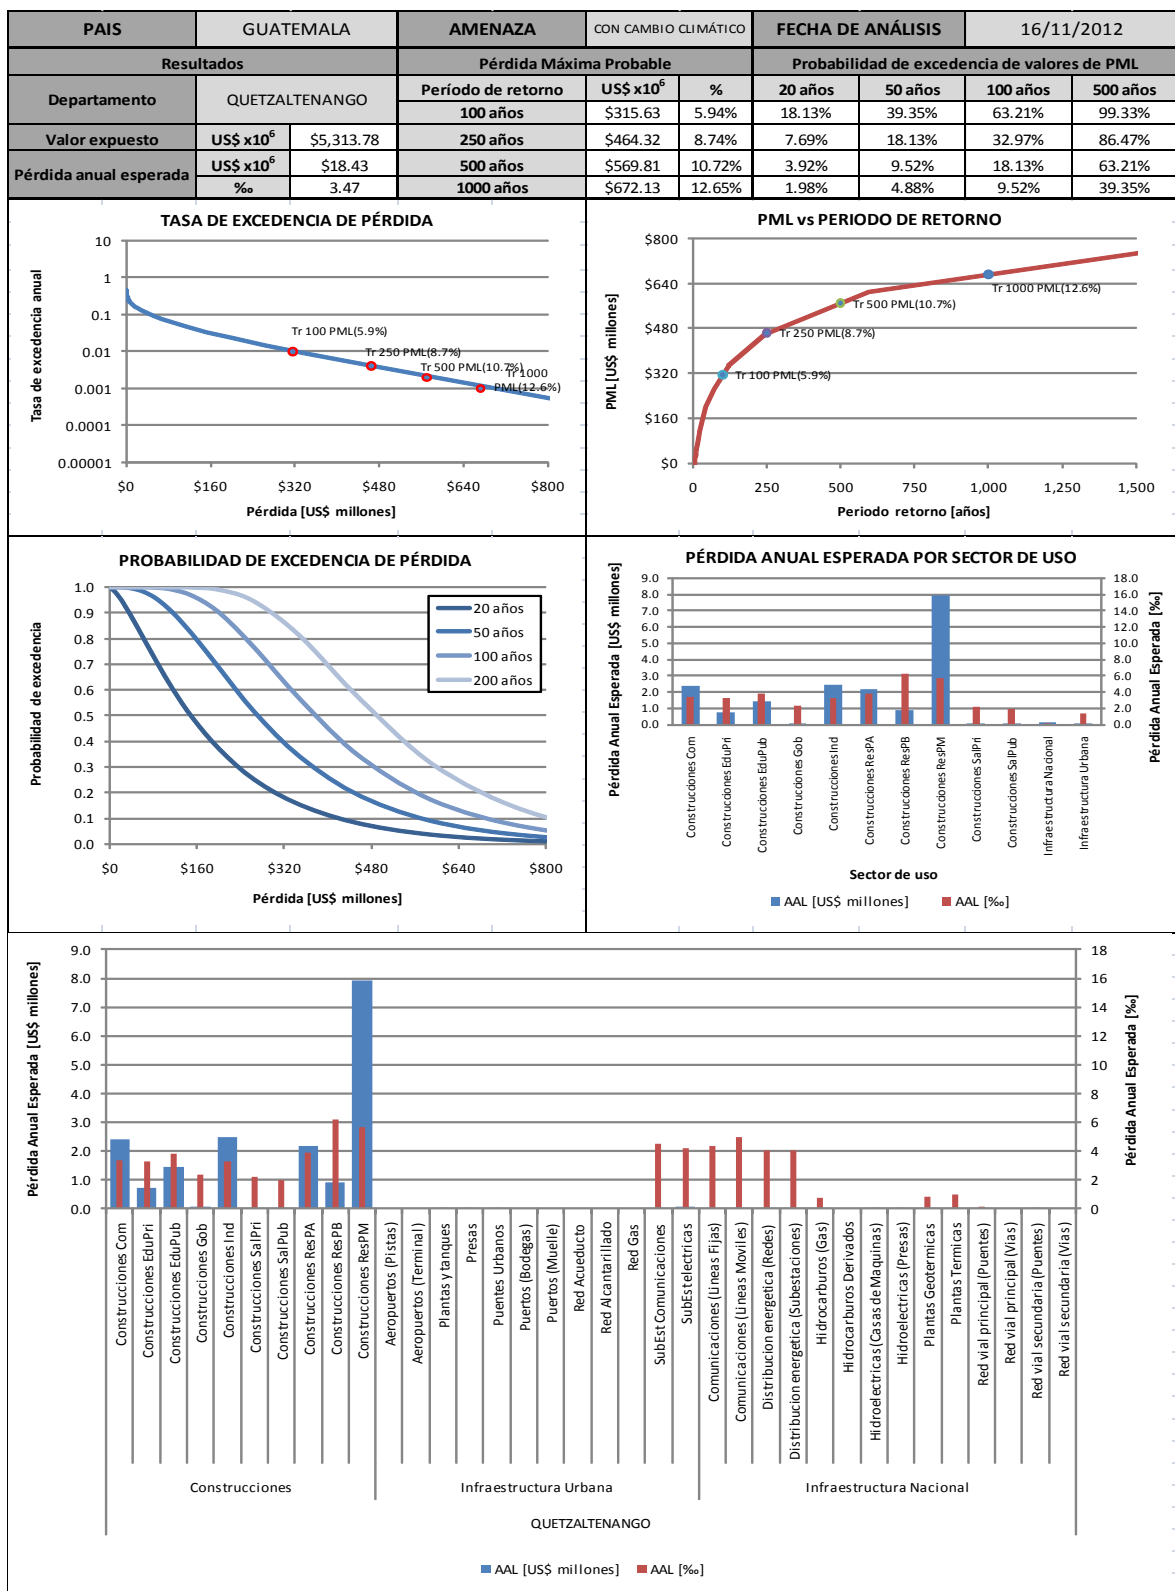 PAIS GUATEMALA AMENAZA CON CAMBIO CLIMÁTICO FECHA DE ANÁLISIS 16/11/2012
Resultados Pérdida Máxima Probable Probabilidad de excedencia de valores de PML
Departamento QUETZALTENANGO Período de retorno US$ x10⁶ % 20 años 50 años 100 años 500 años
100 años $315.63 5.94% 18.13% 39.35% 63.21% 99.33%
Valor expuesto US$ x10⁶ $5,313.78 250 años $464.32 8.74% 7.69% 18.13% 32.97% 86.47%
Pérdida anual esperada US$ x10⁶ $18.43 500 años $569.81 10.72% 3.92% 9.52% 18.13% 63.21%
‰ 3.47 1000 años $672.13 12.65% 1.98% 4.88% 9.52% 39.35%
TASA DE EXCEDENCIA DE PÉRDIDA
Tasa de excedencia anual
10
1
0.1
0.01
0.001
0.0001
0.00001
Tr 100 PML(5.9%)
Tr 250 PML(8.7%)
Tr 500 PML(10.7%)
Tr 1000
PML(12.6%)
$0 $160 $320 $480 $640 $800
Pérdida [US$ millones]
PML vs PERIODO DE RETORNO
PML [US$ millones]
$800
$640
$480
$320
$160
$0
Tr 1000 PML(12.6%)
Tr 500 PML(10.7%)
Tr 250 PML(8.7%)
Tr 100 PML(5.9%)
0 250 500 750 1,000 1,250 1,500
Periodo retorno [años]
PROBABILIDAD DE EXCEDENCIA DE PÉRDIDA
Probabilidad de excedencia
1.0
0.9
0.8
0.7
0.6
0.5
0.4
0.3
0.2
0.1
0.0
20 años
50 años
100 años
200 años
$0 $160 $320 $480 $640 $800
Pérdida [US$ millones]
PÉRDIDA ANUAL ESPERADA POR SECTOR DE USO
Pérdida Anual Esperada [US$ millones]
9.0
8.0
7.0
6.0
5.0
4.0
3.0
2.0
1.0
0.0
18.0
16.0
14.0
12.0
10.0
8.0
6.0
4.0
2.0
0.0
Pérdida Anual Esperada [‰]
Construcciones Com
Construcciones EduPri
Construcciones EduPub
Construcciones Gob
Construcciones Ind
Construcciones ResPA
Construcciones ResPB
Construcciones ResPM
Construcciones SalPri
Construcciones SalPub
Infraestructura Nacional
Infraestructura Urbana
Sector de uso
AAL [US$ millones] AAL [‰]
Pérdida Anual Esperada [US$ millones]
9.0
8.0
7.0
6.0
5.0
4.0
3.0
2.0
1.0
0.0
18
16
14
12
10
8
6
4
2
0
Pérdida Anual Esperada [‰]
Construcciones Com
Construcciones EduPri
Construcciones EduPub
Construcciones Gob
Construcciones Ind
Construcciones SalPri
Construcciones SalPub
Construcciones ResPA
Construcciones ResPB
Construcciones ResPM
Aeropuertos (Pistas)
Aeropuertos (Terminal)
Plantas y tanques
Presas
Puentes Urbanos
Puertos (Bodegas)
Puertos (Muelle)
Red Acueducto
Red Alcantarillado
Red Gas
SubEst Comunicaciones
SubEst electricas
Comunicaciones (Lineas Fijas)
Comunicaciones (Lineas Moviles)
Distribucion energetica (Redes)
Distribucion energetica (Subestaciones)
Hidrocarburos (Gas)
Hidrocarburos Derivados
Hidroelectricas (Casas de Maquinas)
Hidroelectricas (Presas)
Plantas Geotermicas
Plantas Termicas
Red vial principal (Puentes)
Red vial principal (Vias)
Red vial secundaria (Puentes)
Red vial secundaria (Vias)
Construcciones Infraestructura Urbana Infraestructura Nacional
QUETZALTENANGO
AAL [US$ millones] AAL [‰]